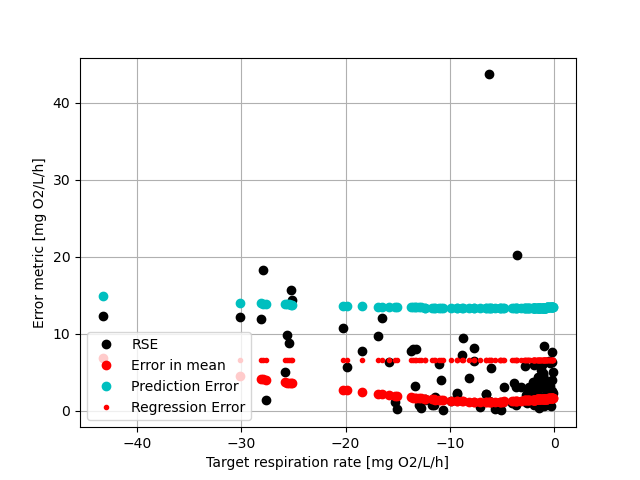 40
30
20
10
0
Error metric [mg O2/L/h]
RSE
Error in mean
Prediction Error
Regression Error
−40
−30
−20
−10
0
Target respiration rate [mg O2/L/h]